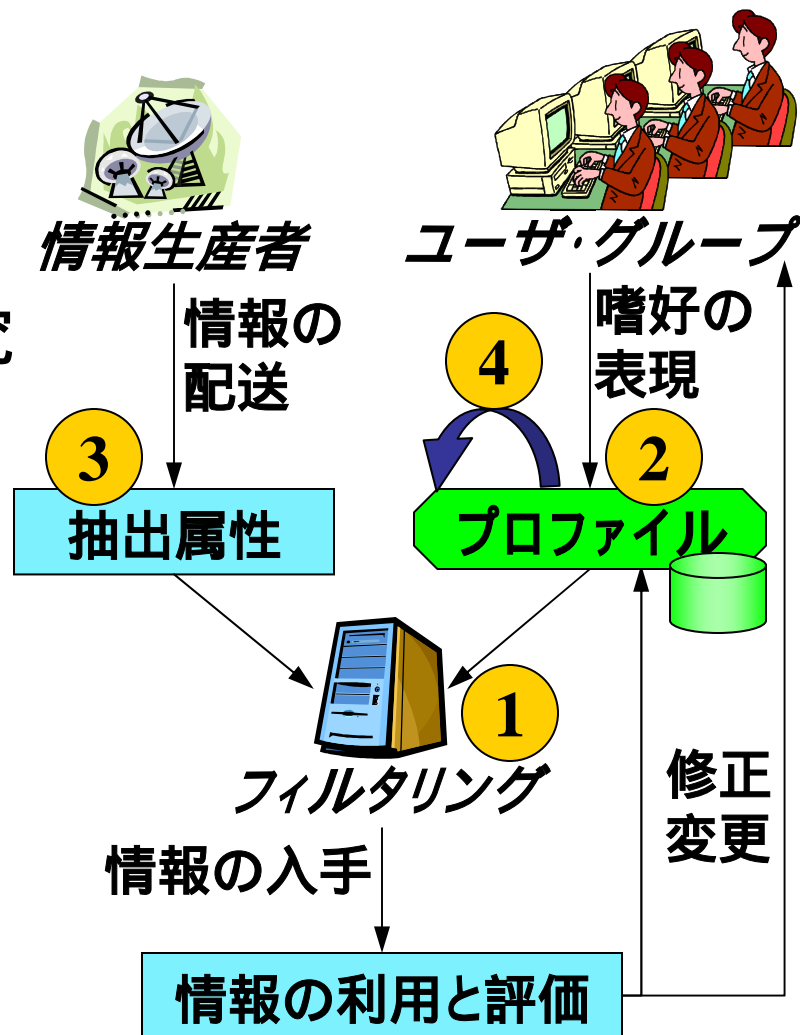 情報生産者
ユーザ・グループ
究
情報の
配送
嗜好の
表現
4
3
2
抽出属性
プロファイル
1
フィルタリング
修正
変更
情報の入手
情報の利用と評価